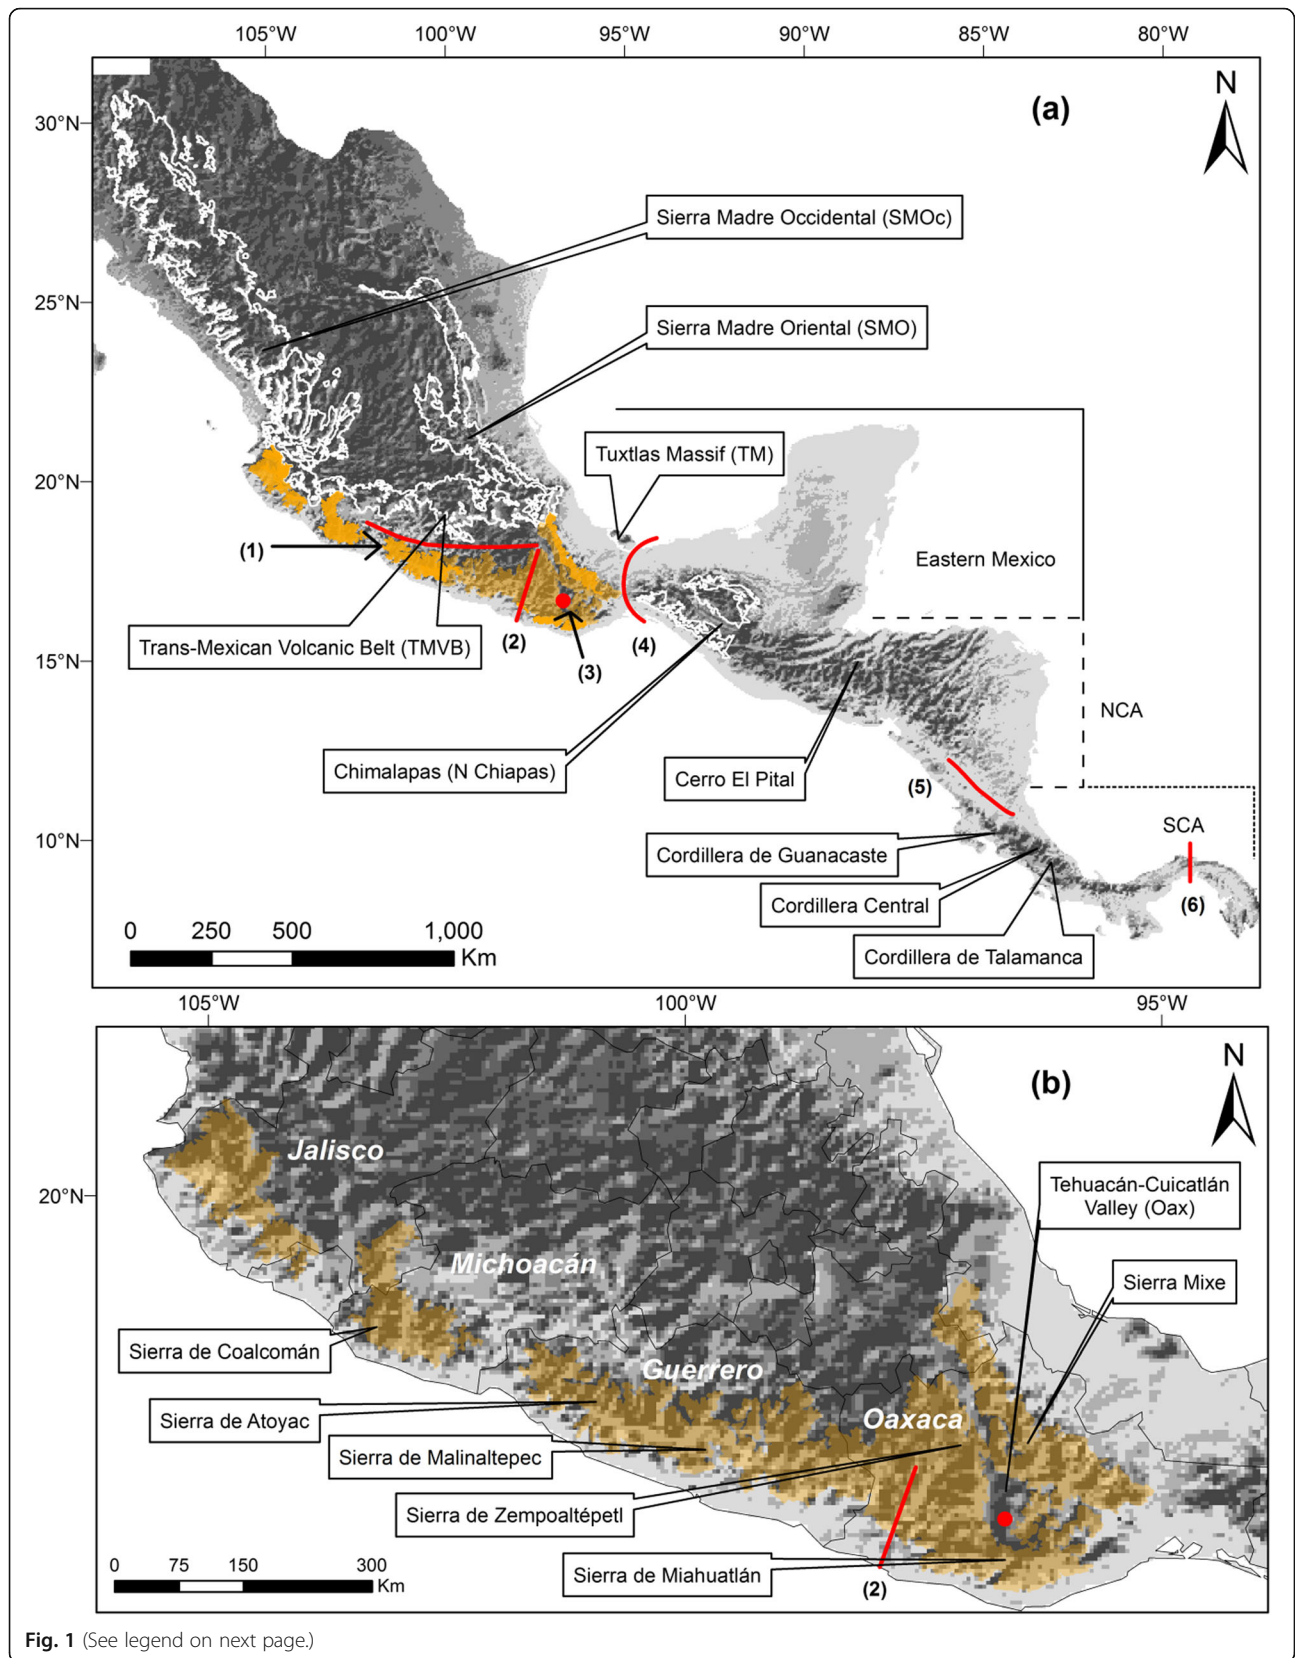 105°W 100°W 95°W 90°W 85°W 80°W
(a)
N
30°N
Sierra Madre Occidental (SMOc)
25°N
Sierra Madre Oriental (SMO)
Tuxtlas Massif (TM)
20°N
(1)
Eastern Mexico
Trans-Mexican Volcanic Belt (TMVB)
(2)
(3)
(4)
15°N
NCA
Chimalapas (N Chiapas)
Cerro El Pital
(5)
SCA
10°N
Cordillera de Guanacaste
Cordillera Central
(6)
Cordillera de Talamanca
0 250 500 1,000
Km
105°W 100°W 95°W
N
(b)
Jalisco
Tehuacán-Cuicatlán
Valley (Oax)
20°N
Michoacán
Sierra Mixe
Sierra de Coalcomán
Guerrero
Oaxaca
Sierra de Atoyac
Sierra de Malinaltepec
Sierra de Zempoaltépetl
0 75 150 300
Km
Sierra de Miahuatlán
(2)
Fig. 1 (See legend on next page.)